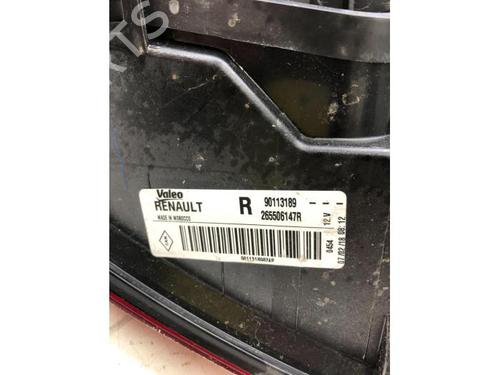 Valeo
RENAULT
MADE IN MOROCCO
R
90113189
265506147R
12 V
0454
07/02/18 08:12